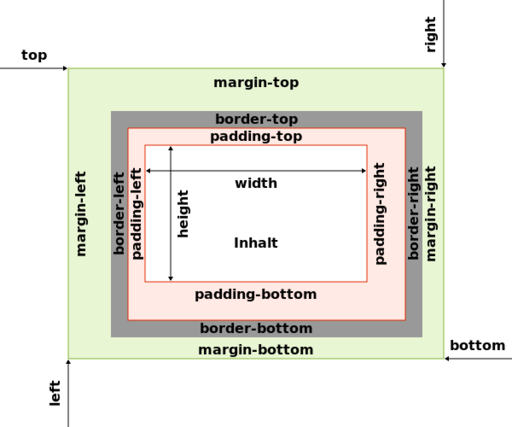 right
top
margin-top
border-top
padding-top
margin-left
border-left
padding-left
height
width
Inhalt
padding-right
border-right
margin-right
padding-bottom
border-bottom
margin-bottom
bottom
left